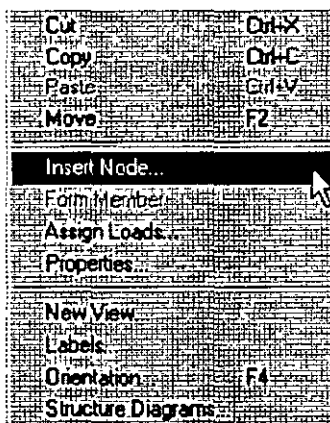 Cut Ctrl+X
Copy Ctrl+C
Paste Ctrl+V
Move F2
Insert Node...
Form Member
Assign Loads...
Properties...
New View...
Labels...
Orientation... F4
Structure Diagrams...